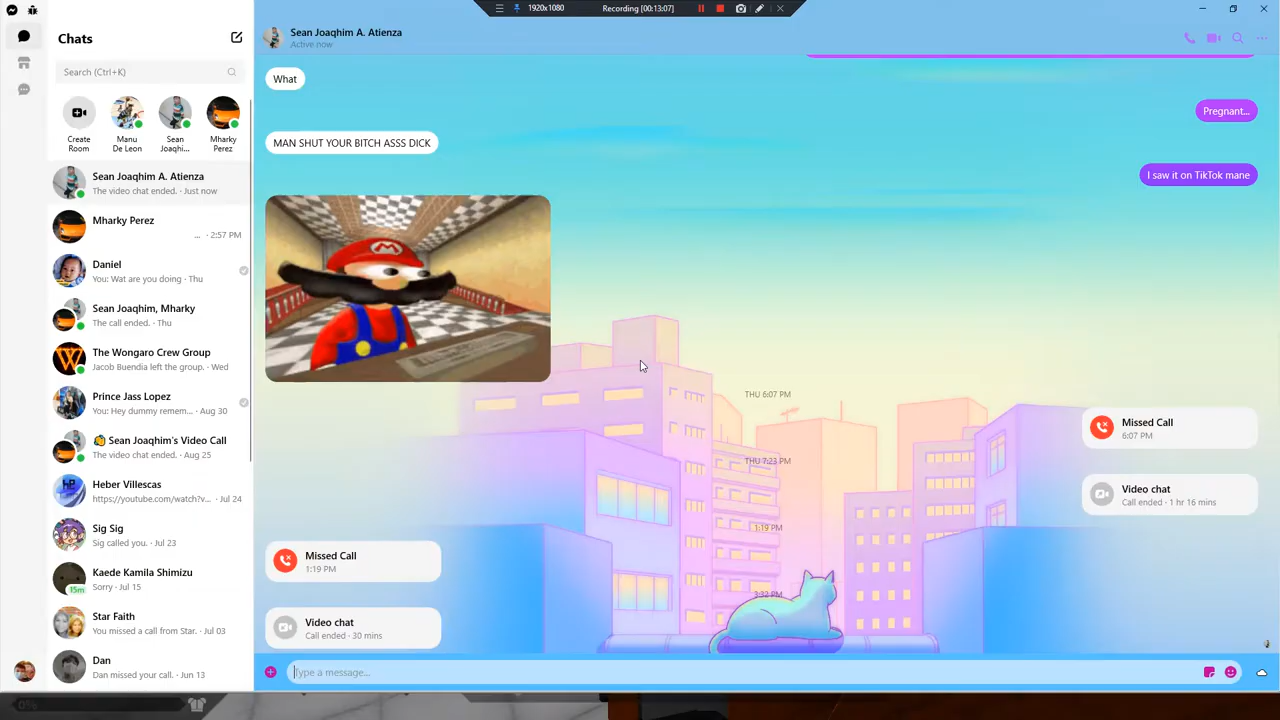 1920x1080
Recording [00:13:07]
Chats
Search (Ctrl+K)
Create
Room
Manu
De Leon
Sean
Joaqhi...
Mharky
Perez
Sean Joaqhim A. Atienza
The video chat ended. · Just now
Mharky Perez
... · 2:57 PM
Daniel
You: Wat are you doing · Thu
Sean Joaqhim, Mharky
The call ended. · Thu
The Wongaro Crew Group
Jacob Buendia left the group. · Wed
Prince Jass Lopez
You: Hey dummy remem... · Aug 30
👏 Sean Joaqhim's Video Call
The video chat ended. · Aug 25
Heber Villescas
https://youtube.com/watch?v... · Jul 24
Sig Sig
Sig called you. · Jul 23
Kaede Kamila Shimizu
Sorry · Jul 15
15m
Star Faith
You missed a call from Star. · Jul 03
Dan
Dan missed your call. · Jun 13
0%
Sean Joaqhim A. Atienza
Active now
What
Pregnant...
MAN SHUT YOUR BITCH ASSS DICK
I saw it on TikTok mane
THU 6:07 PM
Missed Call
6:07 PM
THU 7:23 PM
Video chat
Call ended · 1 hr 16 mins
1:19 PM
Missed Call
1:19 PM
3:32 PM
Video chat
Call ended · 30 mins
Type a message...